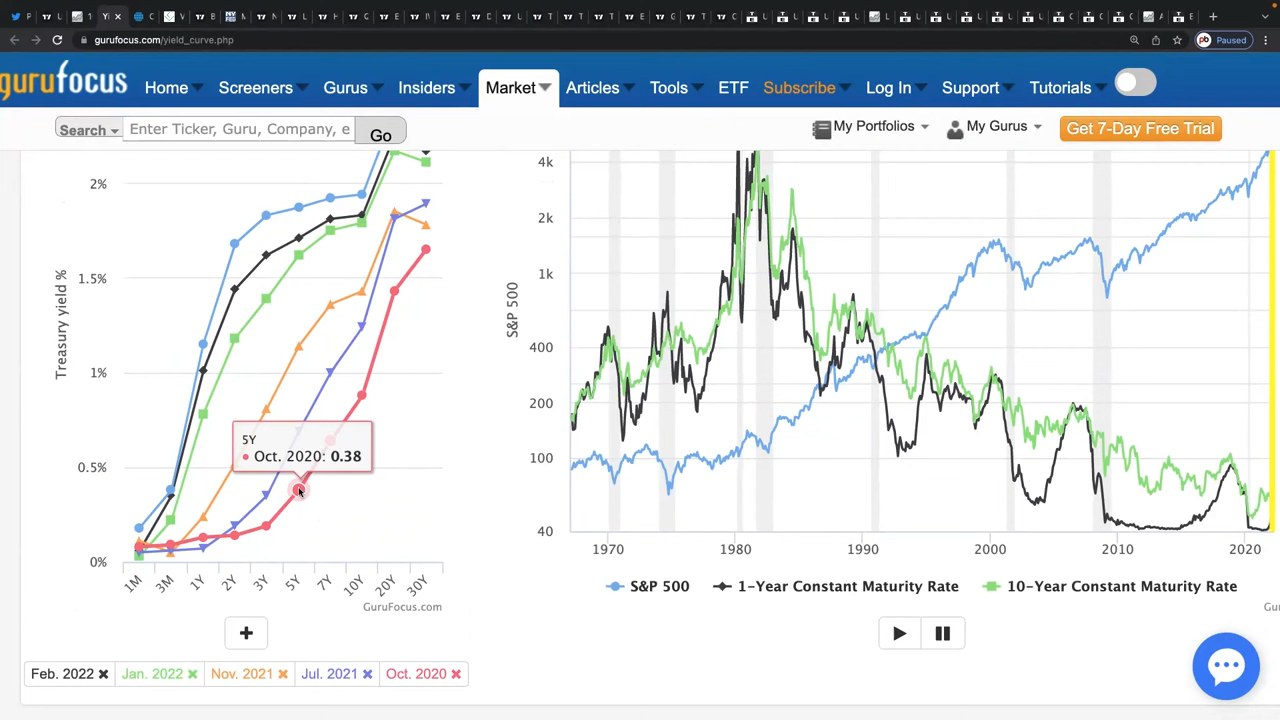 gurufocus.com/yield_curve.php
Paused
gurufocus
Home
Screeners
Gurus
Insiders
Market
Articles
Tools
ETF
Subscribe
Log In
Support
Tutorials
Search
Enter Ticker, Guru, Company, e
Go
My Portfolios
My Gurus
Get 7-Day Free Trial
2%
1.5%
1%
0.5%
0%
Treasury yield %
5Y
Oct. 2020: 0.38
1M
3M
1Y
2Y
3Y
5Y
7Y
10Y
20Y
30Y
GuruFocus.com
+
Feb. 2022 ×
Jan. 2022 ×
Nov. 2021 ×
Jul. 2021 ×
Oct. 2020 ×
S&P 500
4k
2k
1k
400
200
100
40
1970
1980
1990
2000
2010
2020
S&P 500
1-Year Constant Maturity Rate
10-Year Constant Maturity Rate